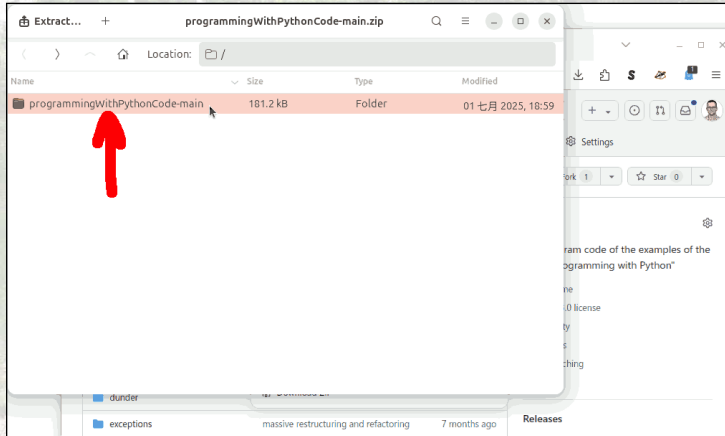 Extract... + programmingWithPythonCode-main.zip
Location: /
Name Size Type Modified
programmingWithPythonCode-main 181.2 kB Folder 01 七月 2025, 18:59
Settings
Fork 1 Star 0
ram code of the examples of the
ogramming with Python"
me
.0 license
ty
s
ching
dunder
exceptions massive restructuring and refactoring 7 months ago
Releases